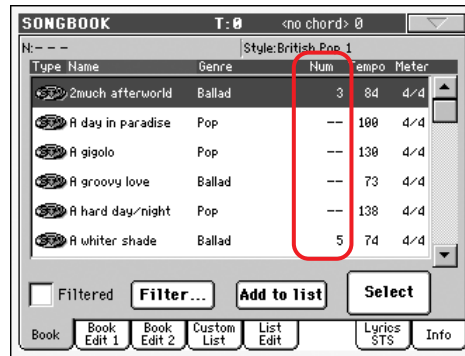 SONGBOOK T:0 <no chord> 0
N:--- Style:British Pop 1
Type Name Genre Num Tempo Meter
2much afterworld Ballad 3 84 4/4
A day in paradise Pop -- 100 4/4
A gigolo Pop -- 130 4/4
A groovy love Ballad -- 73 4/4
A hard day/night Pop -- 138 4/4
A whiter shade Ballad 5 74 4/4
Filtered Filter... Add to list Select
Book Book Edit 1 Book Edit 2 Custom List List Edit Lyrics STS Info